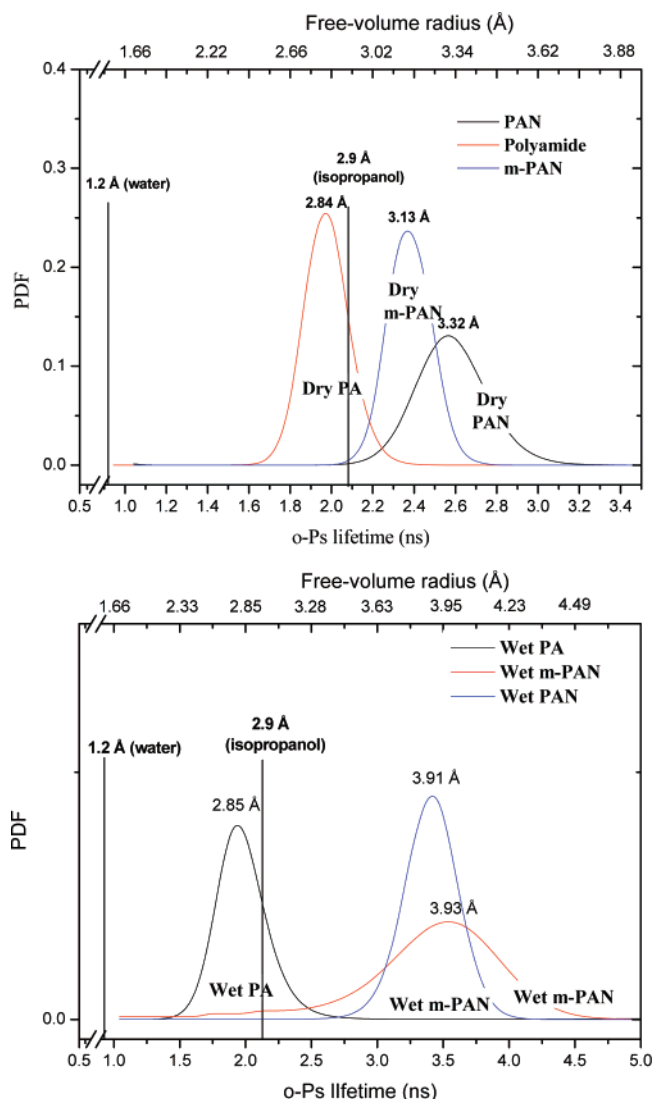 Free-volume radius (Å)
1.66 2.22 2.66 3.02 3.34 3.62 3.88
0.4
PAN
Polyamide
m-PAN
0.3
2.9 Å
(isopropanol)
1.2 Å (water)
2.84 Å
3.13 Å
PDF
0.2
Dry
m-PAN
3.32 Å
0.1
Dry PA
Dry
PAN
0.0
0.5 1.0 1.2 1.4 1.6 1.8 2.0 2.2 2.4 2.6 2.8 3.0 3.2 3.4
o-Ps lifetime (ns)
Free-volume radius (Å)
1.66 2.33 2.85 3.28 3.63 3.95 4.23 4.49
Wet PA
Wet m-PAN
Wet PAN
2.9 Å
(isopropanol)
1.2 Å (water)
3.91 Å
2.85 Å
PDF
3.93 Å
Wet PA
Wet m-PAN
Wet m-PAN
0.0
0.5 1.0 1.5 2.0 2.5 3.0 3.5 4.0 4.5 5.0
o-Ps lIfetime (ns)